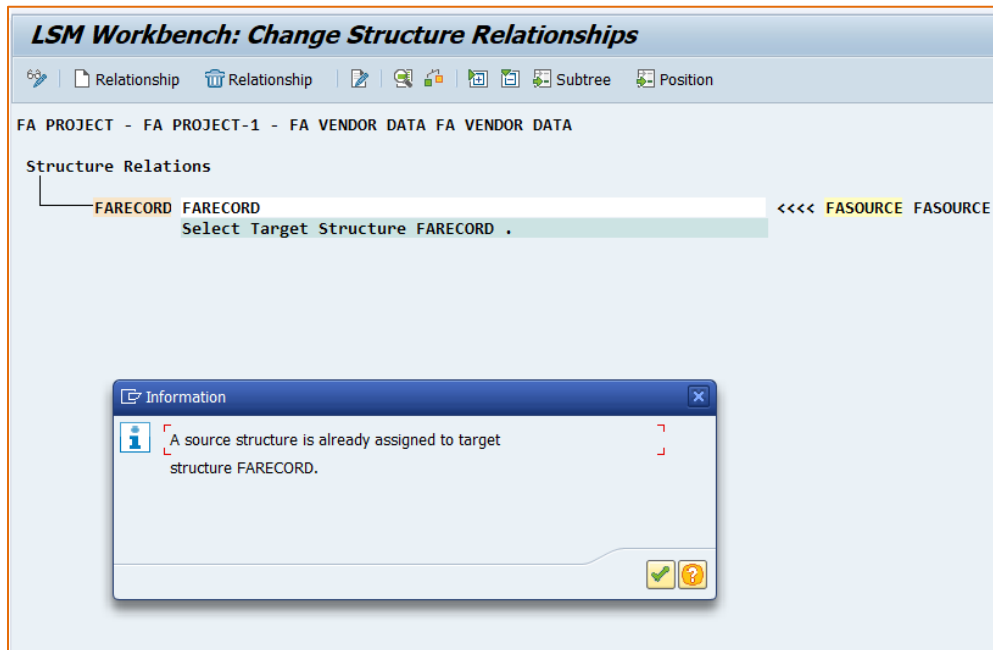 LSM Workbench: Change Structure Relationships
Relationship Relationship Subtree Position
FA PROJECT - FA PROJECT-1 - FA VENDOR DATA FA VENDOR DATA
Structure Relations
FARECORD FARECORD <<<< FASOURCE FASOURCE
Select Target Structure FARECORD .
Information
A source structure is already assigned to target
structure FARECORD.